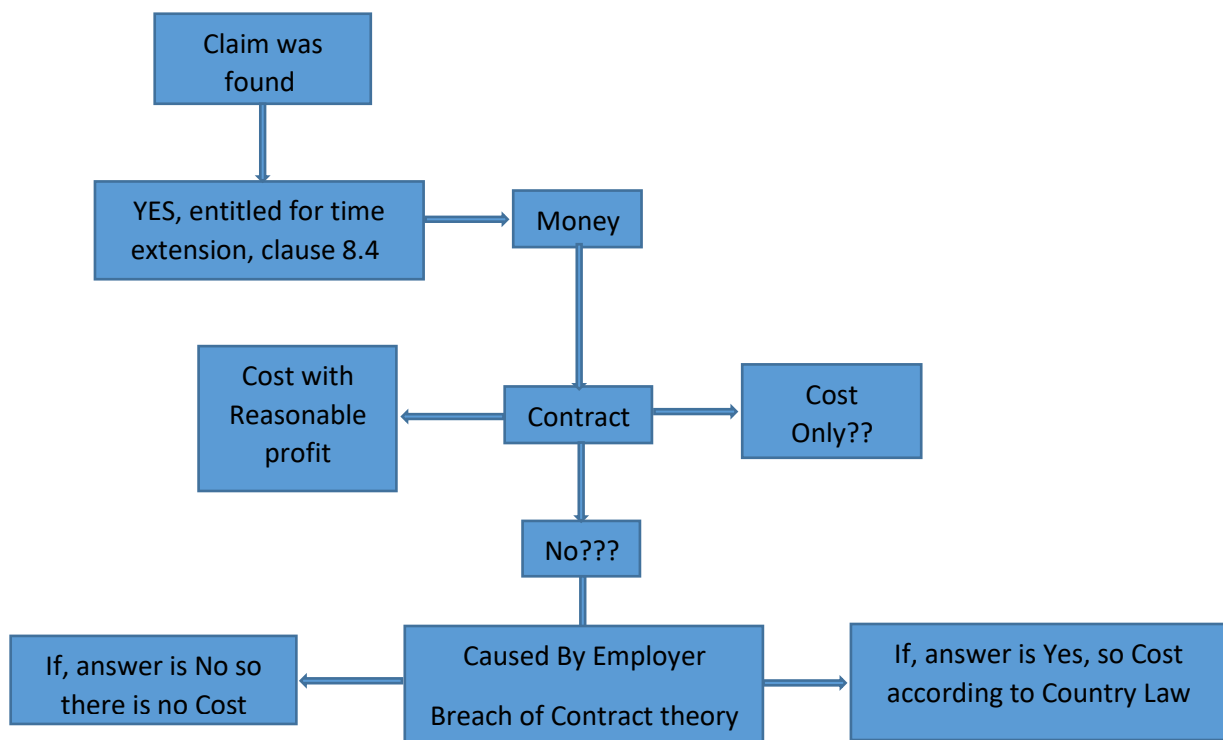 Claim was
found
YES, entitled for time
extension, clause 8.4
Money
Cost with
Reasonable
profit
Contract
Cost
Only??
No???
If, answer is No so
there is no Cost
Caused By Employer
Breach of Contract theory
If, answer is Yes, so Cost
according to Country Law